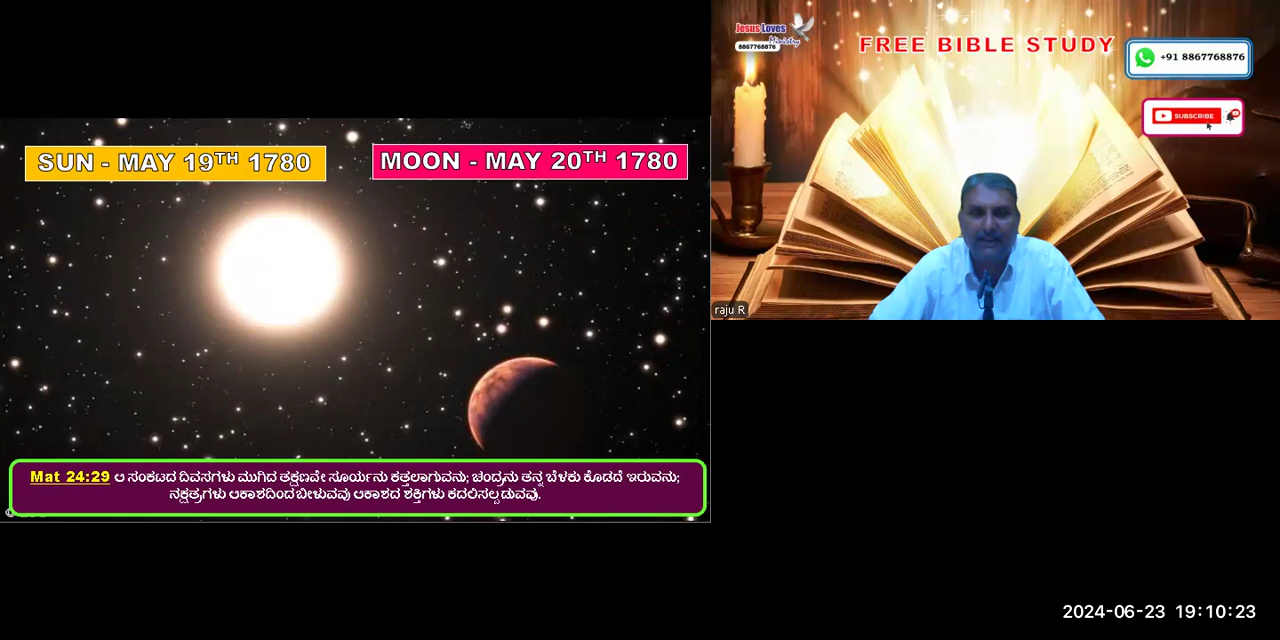 SUN - MAY 19TH 1780
MOON - MAY 20TH 1780
Mat 24:29 ಆ ಸಂಕಟದ ದಿವಸಗಳು ಮುಗಿದ ತಕ್ಷಣವೇ ಸೂರ್ಯನು ಕತ್ತಲಾಗುವನು; ಚಂದ್ರನು ತನ್ನ ಬೆಳಕು ಕೊಡದೆ ಇರುವನು;
ನಕ್ಷತ್ರಗಳು ಆಕಾಶದಿಂದ ಬೀಳುವವು ಆಕಾಶದ ಶಕ್ತಿಗಳು ಕದಲಿಸಲ್ಪಡುವವು.
Jesus Loves
Ministry
8867768876
FREE BIBLE STUDY
+91 8867768876
SUBSCRIBE
raju R
2024-06-23 19:10:23